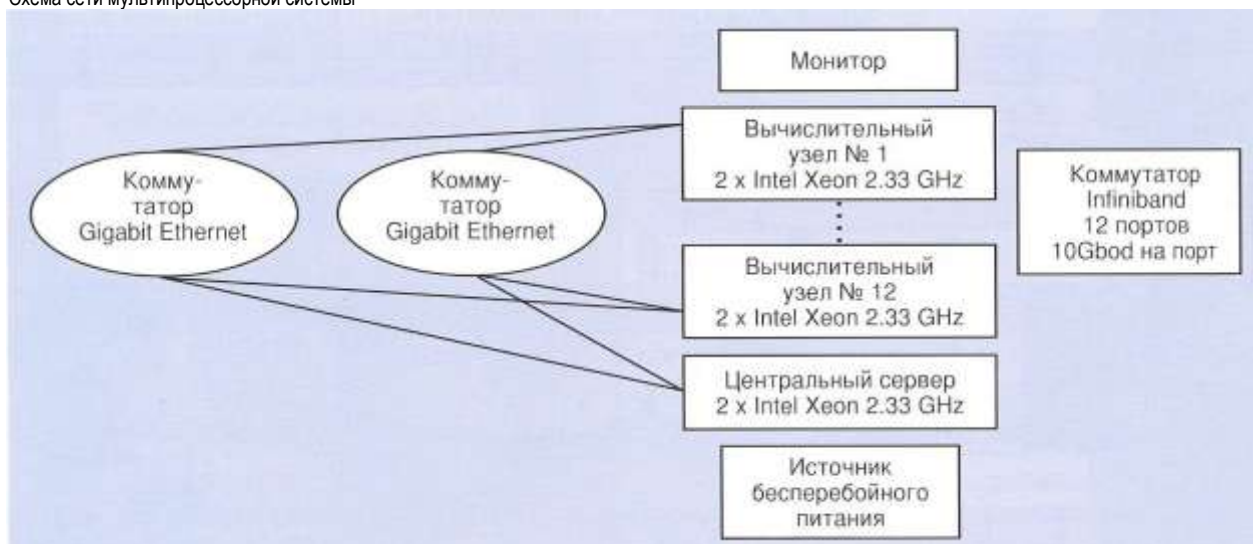 Схема сети мультипроцессорной системы
Монитор
Вычислительный
узел № 1
2 x Intel Xeon 2.33 GHz
Комму-
татор
Gigabit Ethernet
Комму-
татор
Gigabit Ethernet
Коммутатор
Infiniband
12 портов
10Gbod на порт
Вычислительный
узел № 12
2 x Intel Xeon 2.33 GHz
Центральный сервер
2 x Intel Xeon 2.33 GHz
Источник
бесперебойного
питания